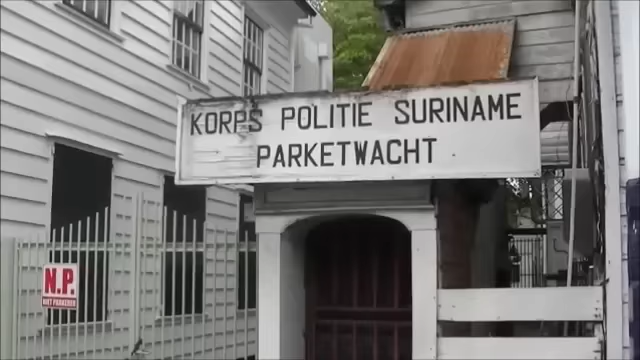 KORPS POLITIE SURINAME
PARKETWACHT
N.P.
NIET PARKEREN